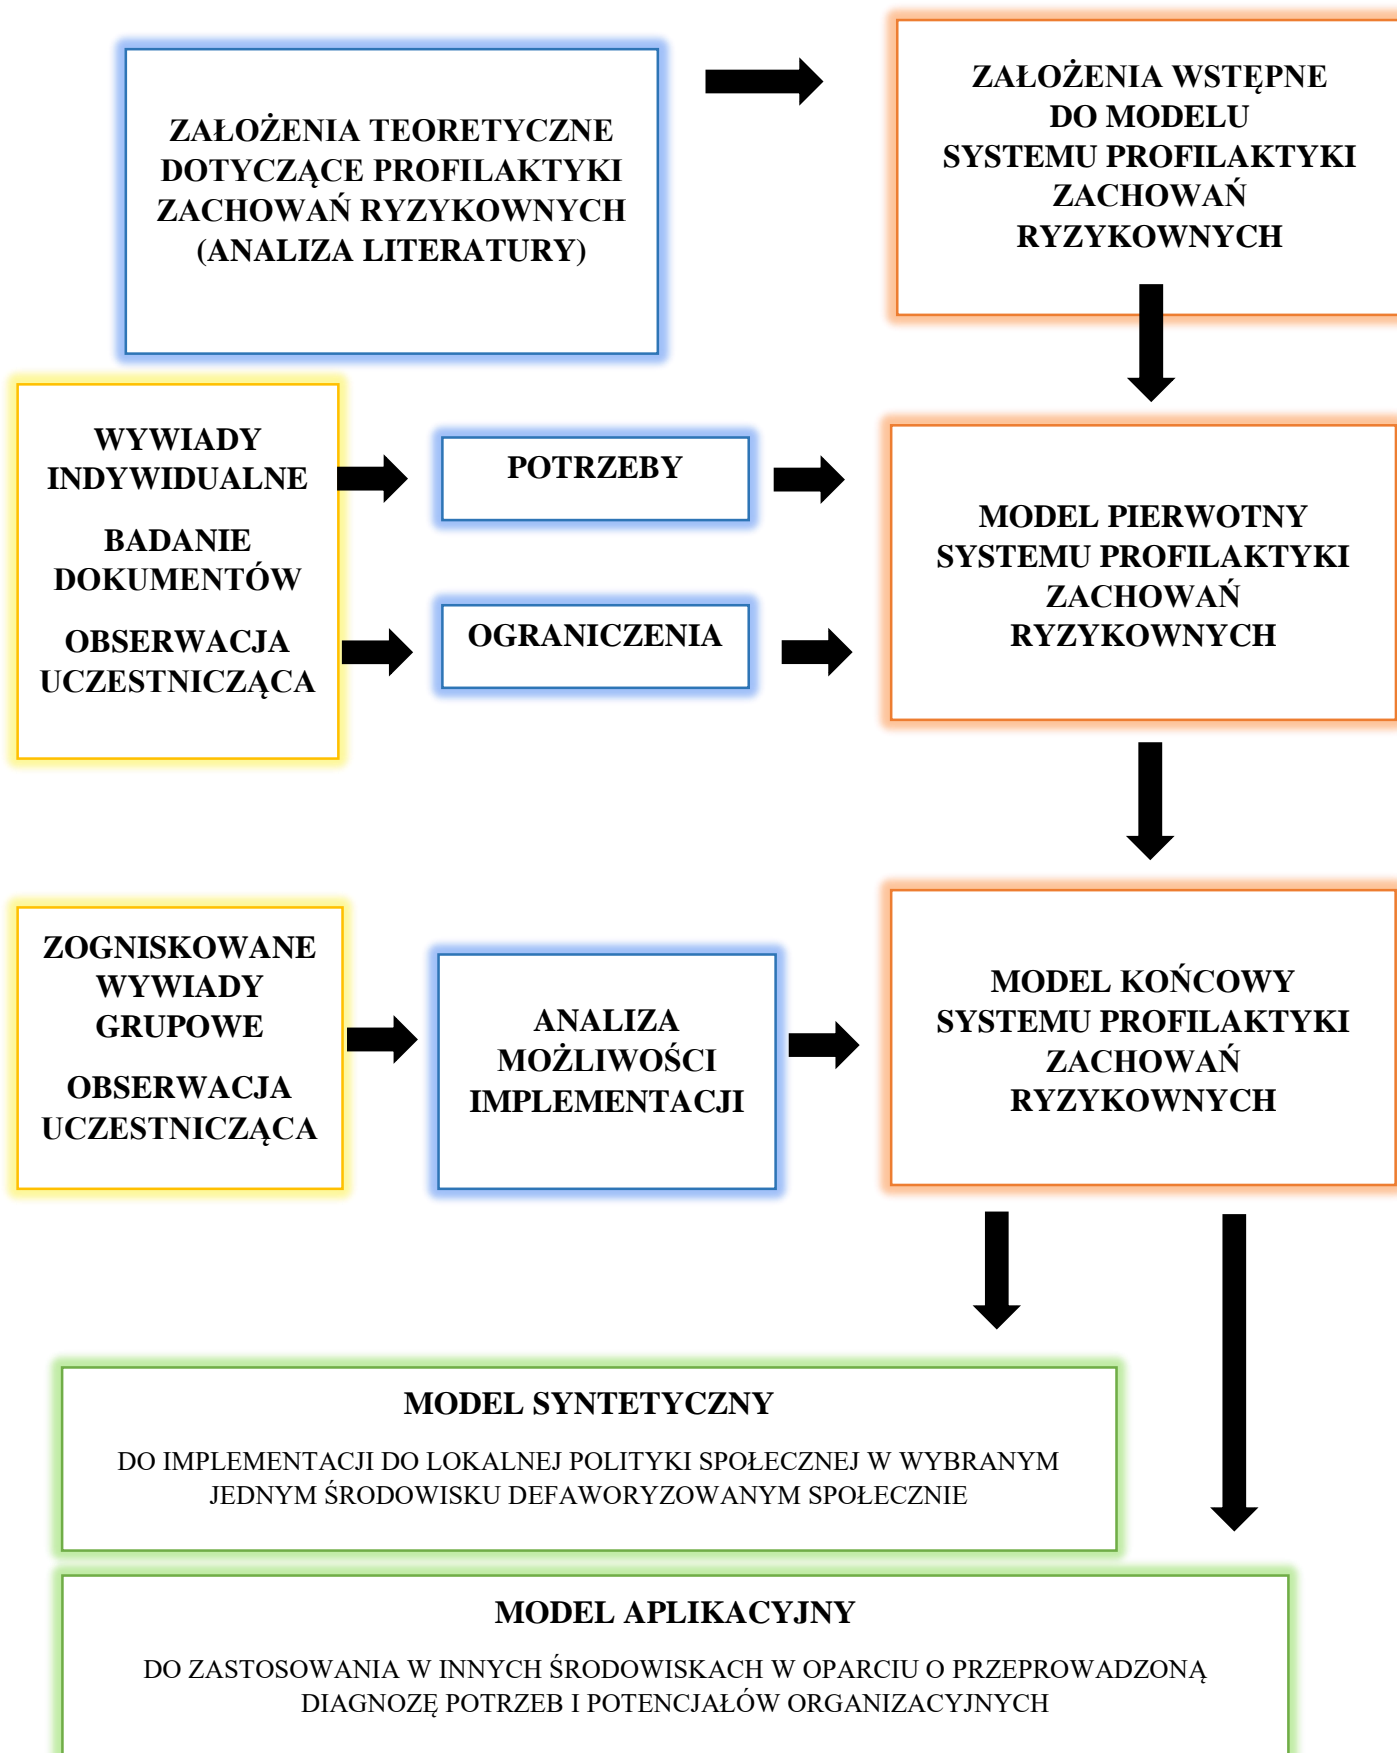 ZAŁOŻENIA TEORETYCZNE
DOTYCZĄCE PROFILAKTYKI
ZACHOWAŃ RYZYKOWNYCH
(ANALIZA LITERATURY)
ZAŁOŻENIA WSTĘPNE
DO MODELU
SYSTEMU PROFILAKTYKI
ZACHOWAŃ
RYZYKOWNYCH
WYWIADY
INDYWIDUALNE
BADANIE
DOKUMENTÓW
OBSERWACJA
UCZESTNICZĄCA
POTRZEBY
OGRANICZENIA
MODEL PIERWOTNY
SYSTEMU PROFILAKTYKI
ZACHOWAŃ
RYZYKOWNYCH
ZOGNISKOWANE
WYWIADY
GRUPOWE
OBSERWACJA
UCZESTNICZĄCA
ANALIZA
MOŻLIWOŚCI
IMPLEMENTACJI
MODEL KOŃCOWY
SYSTEMU PROFILAKTYKI
ZACHOWAŃ
RYZYKOWNYCH
MODEL SYNTETYCZNY
DO IMPLEMENTACJI DO LOKALNEJ POLITYKI SPOŁECZNEJ W WYBRANYM
JEDNYM ŚRODOWISKU DEFAWORYZOWANYM SPOŁECZNIE
MODEL APLIKACYJNY
DO ZASTOSOWANIA W INNYCH ŚRODOWISKACH W OPARCIU O PRZEPROWADZONĄ
DIAGNOZĘ POTRZEB I POTENCJAŁÓW ORGANIZACYJNYCH